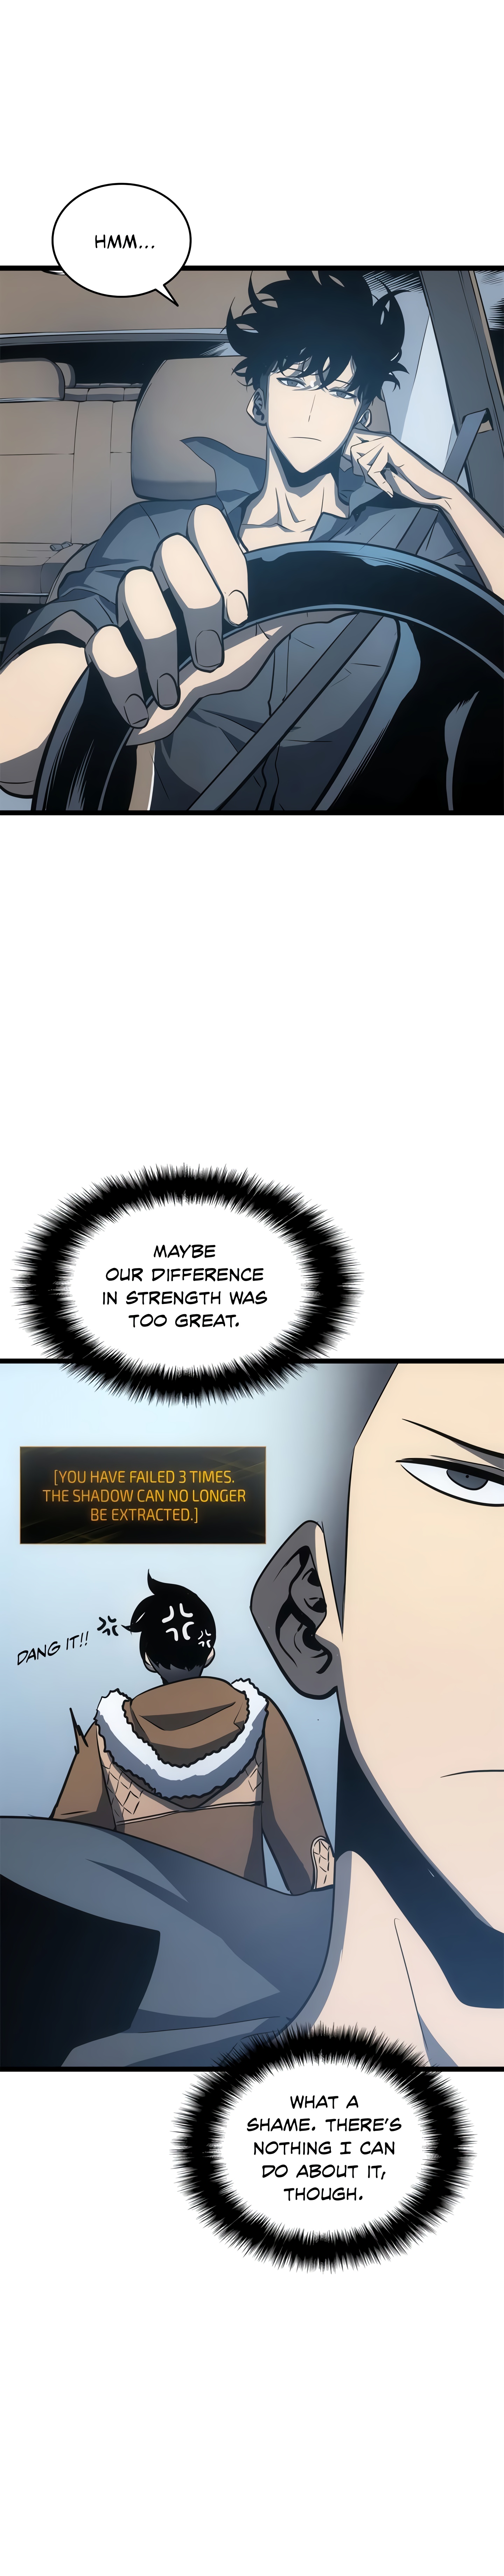 HMM...
MAYBE
OUR DIFFERENCE
IN STRENGTH WAS
TOO GREAT.
[YOU HAVE FAILED 3 TIMES.
THE SHADOW CAN NO LONGER
BE EXTRACTED.]
DANG IT!!
WHAT A
SHAME. THERE'S
NOTHING I CAN
DO ABOUT IT,
THOUGH.